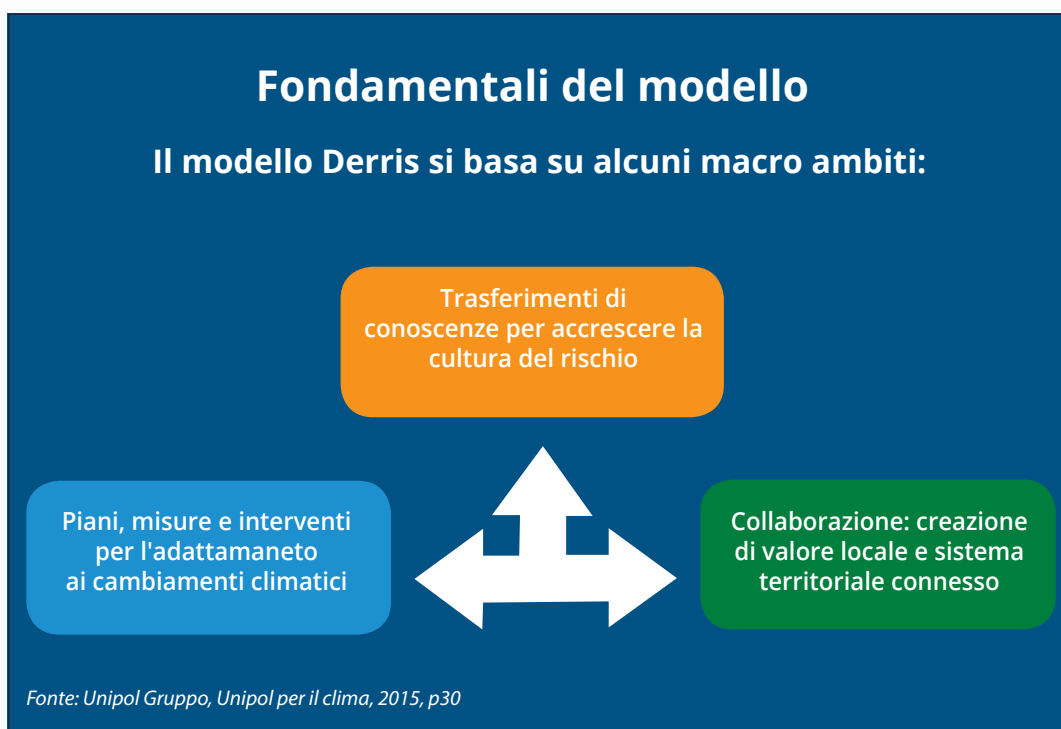 Fondamentali del modello
Il modello Derris si basa su alcuni macro ambiti:
Trasferimenti di
conoscenze per accrescere la
cultura del rischio
Piani, misure e interventi
per l'adattamaneto
ai cambiamenti climatici
Collaborazione: creazione
di valore locale e sistema
territoriale connesso
Fonte: Unipol Gruppo, Unipol per il clima, 2015, p30